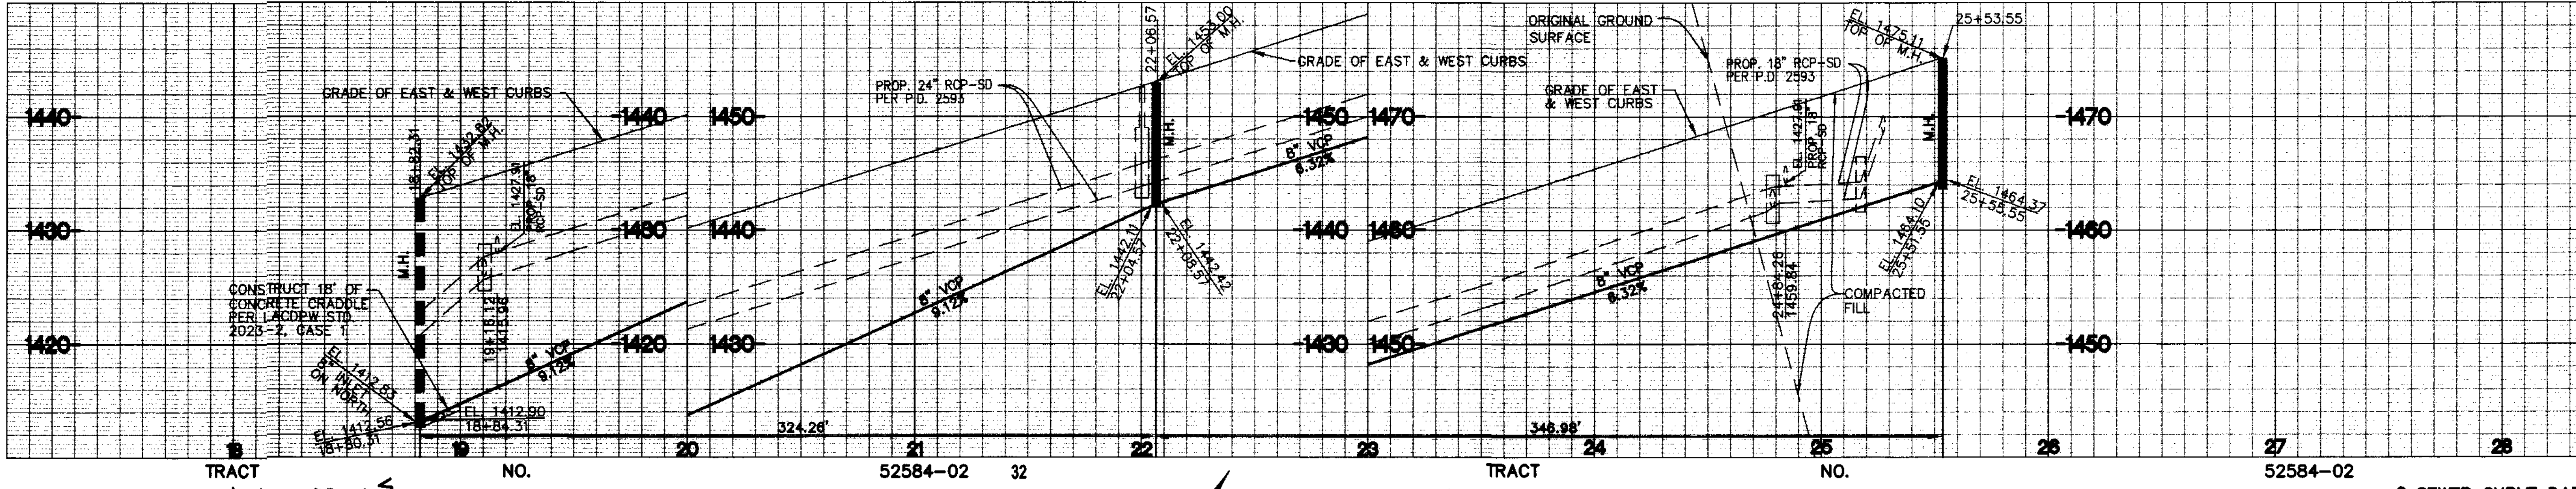 EL. 1453.00
TOP OF M.H.
22+06.57
ORIGINAL GROUND
SURFACE
EL. 1475.11
TOP OF M.H.
25+53.55
GRADE OF EAST & WEST CURBS
PROP. 24" RCP-SD
PER P.D. 2593
GRADE OF EAST & WEST CURBS
PROP. 18" RCP-SD
PER P.D. 2593
GRADE OF EAST
& WEST CURBS
1440
1440
1450
1450
1470
1470
18+82.31
EL. 1432.82
TOP OF M.H.
M.H.
M.H.
M.H.
8" VCP
6.32%
EL. 1427.91
PROP. 18"
RCP-SD
EL 1427.91
PROP. 18"
RCP-SD
1430
1430
1440
1440
1460
1460
EL. 1464.37
25+55.55
EL. 1464.10
25+51.55
EL. 1442.11
22+04.57
EL. 1442.42
22+08.57
CONSTRUCT 18' OF
CONCRETE CRADDLE
PER LACDPW STD.
2023-2, CASE 1
19+16.12
1415.96
8" VCP
9.12%
8" VCP
9.12%
8" VCP
6.32%
24+84.26
1459.84
COMPACTED
FILL
1420
1420
1430
1430
1450
1450
EL. 1412.83
8" INLET
ON NORTH
EL. 1412.56
18+80.31
EL. 1412.90
18+84.31
324.26'
346.98'
18
19
20
21
22
23
24
25
26
27
28
TRACT NO. 52584-02 32 TRACT NO. 52584-02